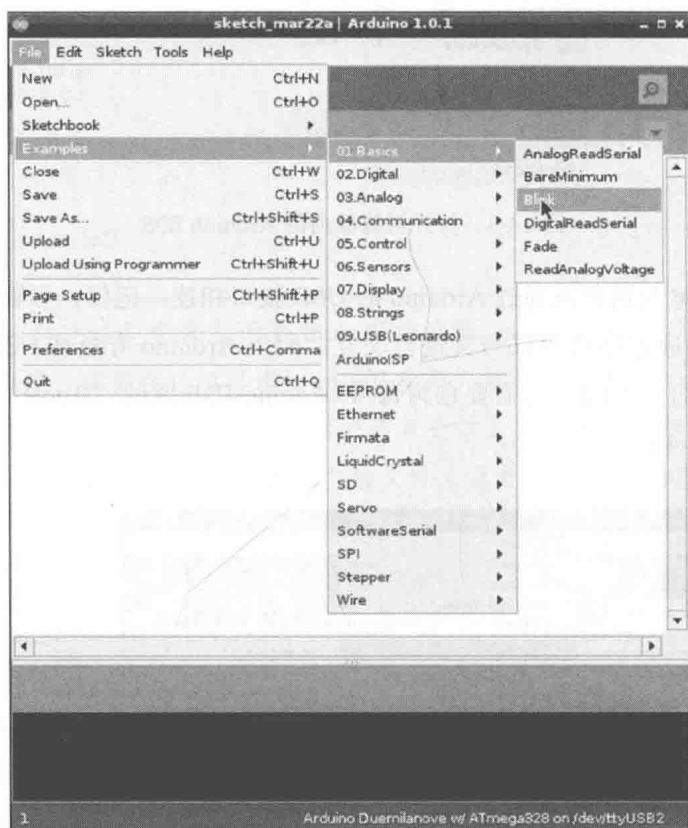 sketch_mar22a | Arduino 1.0.1
File Edit Sketch Tools Help
New Ctrl+N
Open... Ctrl+O
Sketchbook
Examples
Close Ctrl+W
Save Ctrl+S
Save As... Ctrl+Shift+S
Upload Ctrl+U
Upload Using Programmer Ctrl+Shift+U
Page Setup Ctrl+Shift+P
Print Ctrl+P
Preferences Ctrl+Comma
Quit Ctrl+Q
01.Basics
02.Digital
03.Analog
04.Communication
05.Control
06.Sensors
07.Display
08.Strings
09.USB(Leonardo)
ArduinoISP
EEPROM
Ethernet
Firmata
LiquidCrystal
SD
Servo
SoftwareSerial
SPI
Stepper
Wire
AnalogReadSerial
BareMinimum
Blink
DigitalReadSerial
Fade
ReadAnalogVoltage
1 Arduino Duemilanove w/ ATmega328 on /dev/ttyUSB2